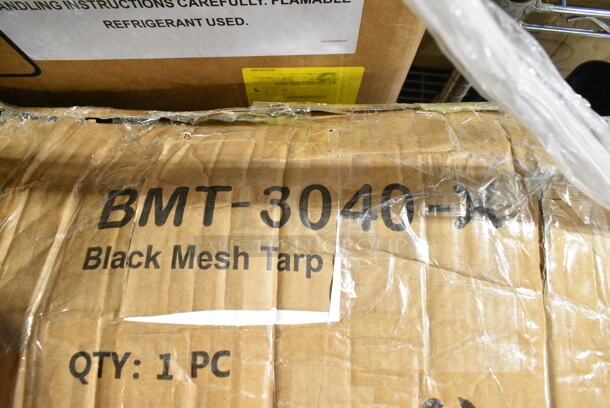 HANDLING INSTRUCTIONS CAREFULLY. FLAMABLE
REFRIGERANT USED.
BMT-3040-X
Black Mesh Tarp
QTY: 1 PC